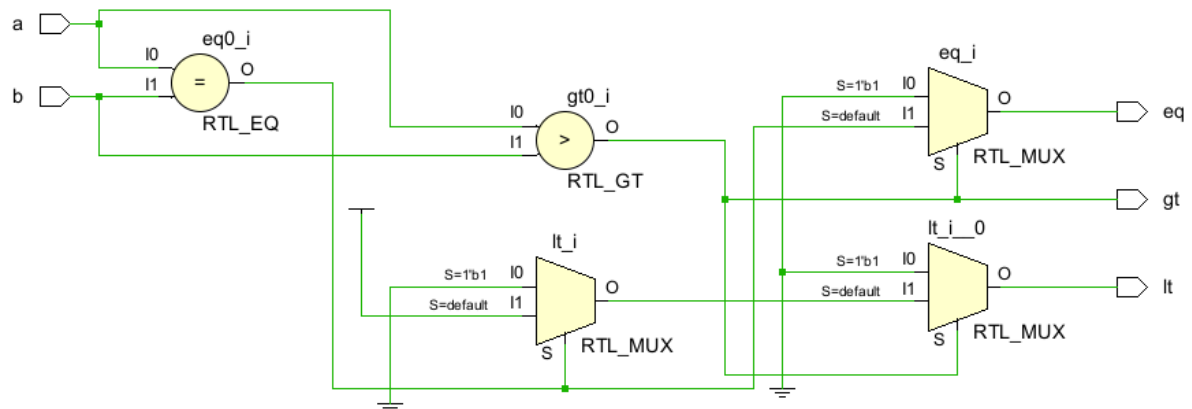 a
b
eq0_i
I0
I1
=
O
RTL_EQ
gt0_i
I0
I1
>
O
RTL_GT
lt_i
S=1'b1
I0
S=default
I1
O
S
RTL_MUX
eq_i
S=1'b1
I0
S=default
I1
O
S
RTL_MUX
eq
gt
lt_i__0
S=1'b1
I0
S=default
I1
O
S
RTL_MUX
lt